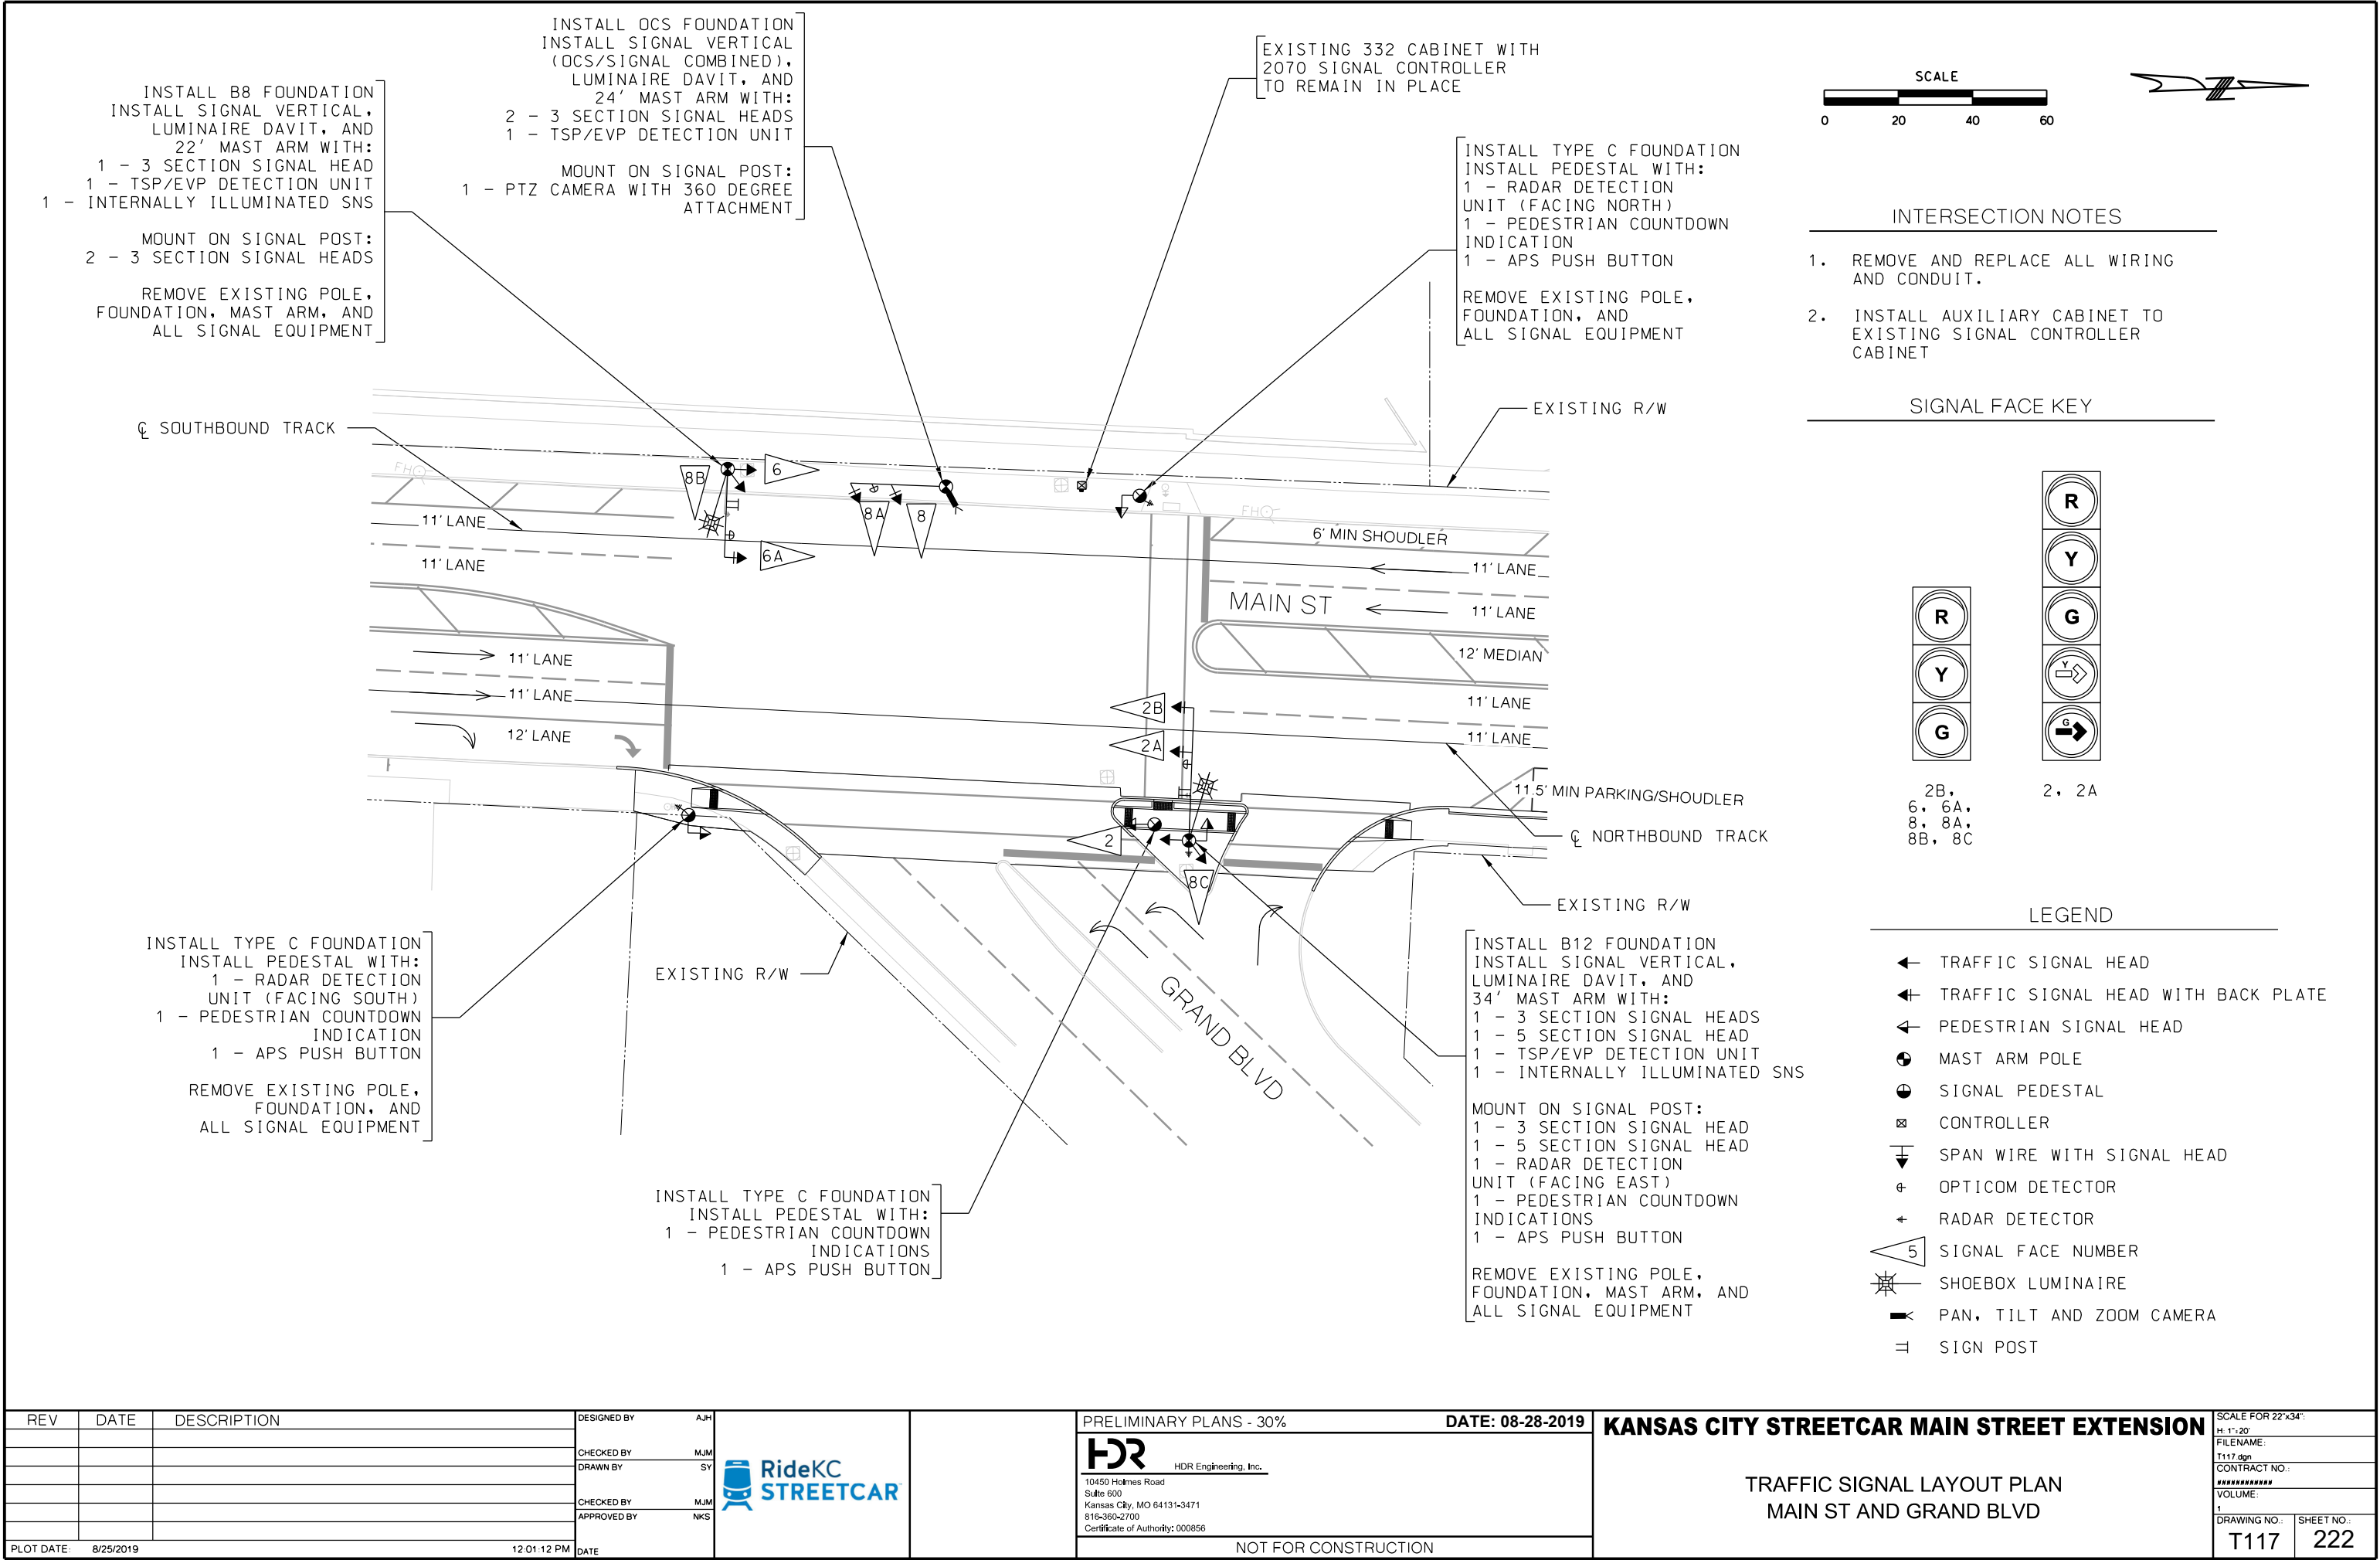 INSTALL B8 FOUNDATION
INSTALL SIGNAL VERTICAL,
LUMINAIRE DAVIT, AND
22' MAST ARM WITH:
1 - 3 SECTION SIGNAL HEAD
1 - TSP/EVP DETECTION UNIT
1 - INTERNALLY ILLUMINATED SNS
MOUNT ON SIGNAL POST:
2 - 3 SECTION SIGNAL HEADS
REMOVE EXISTING POLE,
FOUNDATION, MAST ARM, AND
ALL SIGNAL EQUIPMENT
INSTALL OCS FOUNDATION
INSTALL SIGNAL VERTICAL
(OCS/SIGNAL COMBINED),
LUMINAIRE DAVIT, AND
24' MAST ARM WITH:
2 - 3 SECTION SIGNAL HEADS
1 - TSP/EVP DETECTION UNIT
MOUNT ON SIGNAL POST:
1 - PTZ CAMERA WITH 360 DEGREE
ATTACHMENT
EXISTING 332 CABINET WITH
2070 SIGNAL CONTROLLER
TO REMAIN IN PLACE
INSTALL TYPE C FOUNDATION
INSTALL PEDESTAL WITH:
1 - RADAR DETECTION
UNIT (FACING NORTH)
1 - PEDESTRIAN COUNTDOWN
INDICATION
1 - APS PUSH BUTTON
REMOVE EXISTING POLE,
FOUNDATION, AND
ALL SIGNAL EQUIPMENT
SCALE
0 20 40 60
INTERSECTION NOTES
1. REMOVE AND REPLACE ALL WIRING
AND CONDUIT.
2. INSTALL AUXILIARY CABINET TO
EXISTING SIGNAL CONTROLLER
CABINET
SIGNAL FACE KEY
R
Y
G
2B,
6, 6A,
8, 8A,
8B, 8C
R
Y
G
Y
G
2, 2A
℄ SOUTHBOUND TRACK
EXISTING R/W
FH
8B
6
6A
8A
8
FH
11' LANE
11' LANE
6' MIN SHOUDLER
11' LANE
MAIN ST
11' LANE
12' MEDIAN
11' LANE
11' LANE
12' LANE
11' LANE
11' LANE
2B
2A
2
8C
11.5' MIN PARKING/SHOUDLER
℄ NORTHBOUND TRACK
EXISTING R/W
EXISTING R/W
GRAND BLVD
INSTALL TYPE C FOUNDATION
INSTALL PEDESTAL WITH:
1 - RADAR DETECTION
UNIT (FACING SOUTH)
1 - PEDESTRIAN COUNTDOWN
INDICATION
1 - APS PUSH BUTTON
REMOVE EXISTING POLE,
FOUNDATION, AND
ALL SIGNAL EQUIPMENT
INSTALL TYPE C FOUNDATION
INSTALL PEDESTAL WITH:
1 - PEDESTRIAN COUNTDOWN
INDICATIONS
1 - APS PUSH BUTTON
INSTALL B12 FOUNDATION
INSTALL SIGNAL VERTICAL,
LUMINAIRE DAVIT, AND
34' MAST ARM WITH:
1 - 3 SECTION SIGNAL HEADS
1 - 5 SECTION SIGNAL HEAD
1 - TSP/EVP DETECTION UNIT
1 - INTERNALLY ILLUMINATED SNS
MOUNT ON SIGNAL POST:
1 - 3 SECTION SIGNAL HEAD
1 - 5 SECTION SIGNAL HEAD
1 - RADAR DETECTION
UNIT (FACING EAST)
1 - PEDESTRIAN COUNTDOWN
INDICATIONS
1 - APS PUSH BUTTON
REMOVE EXISTING POLE,
FOUNDATION, MAST ARM, AND
ALL SIGNAL EQUIPMENT
LEGEND
TRAFFIC SIGNAL HEAD
TRAFFIC SIGNAL HEAD WITH BACK PLATE
PEDESTRIAN SIGNAL HEAD
MAST ARM POLE
SIGNAL PEDESTAL
CONTROLLER
SPAN WIRE WITH SIGNAL HEAD
OPTICOM DETECTOR
RADAR DETECTOR
5 SIGNAL FACE NUMBER
SHOEBOX LUMINAIRE
PAN, TILT AND ZOOM CAMERA
SIGN POST
REV DATE DESCRIPTION
PLOT DATE: 8/25/2019 12:01:12 PM
DESIGNED BY AJH
CHECKED BY MJM
DRAWN BY SY
CHECKED BY MJM
APPROVED BY NKS
DATE
RideKC
STREETCAR
PRELIMINARY PLANS - 30% DATE: 08-28-2019
HDR
HDR Engineering, Inc.
10450 Holmes Road
Suite 600
Kansas City, MO 64131-3471
816-360-2700
Certificate of Authority: 000856
NOT FOR CONSTRUCTION
KANSAS CITY STREETCAR MAIN STREET EXTENSION
TRAFFIC SIGNAL LAYOUT PLAN
MAIN ST AND GRAND BLVD
SCALE FOR 22"x34":
H: 1"=20'
FILENAME:
T117.dgn
CONTRACT NO.:
############
VOLUME:
1
DRAWING NO.: SHEET NO.:
T117 222